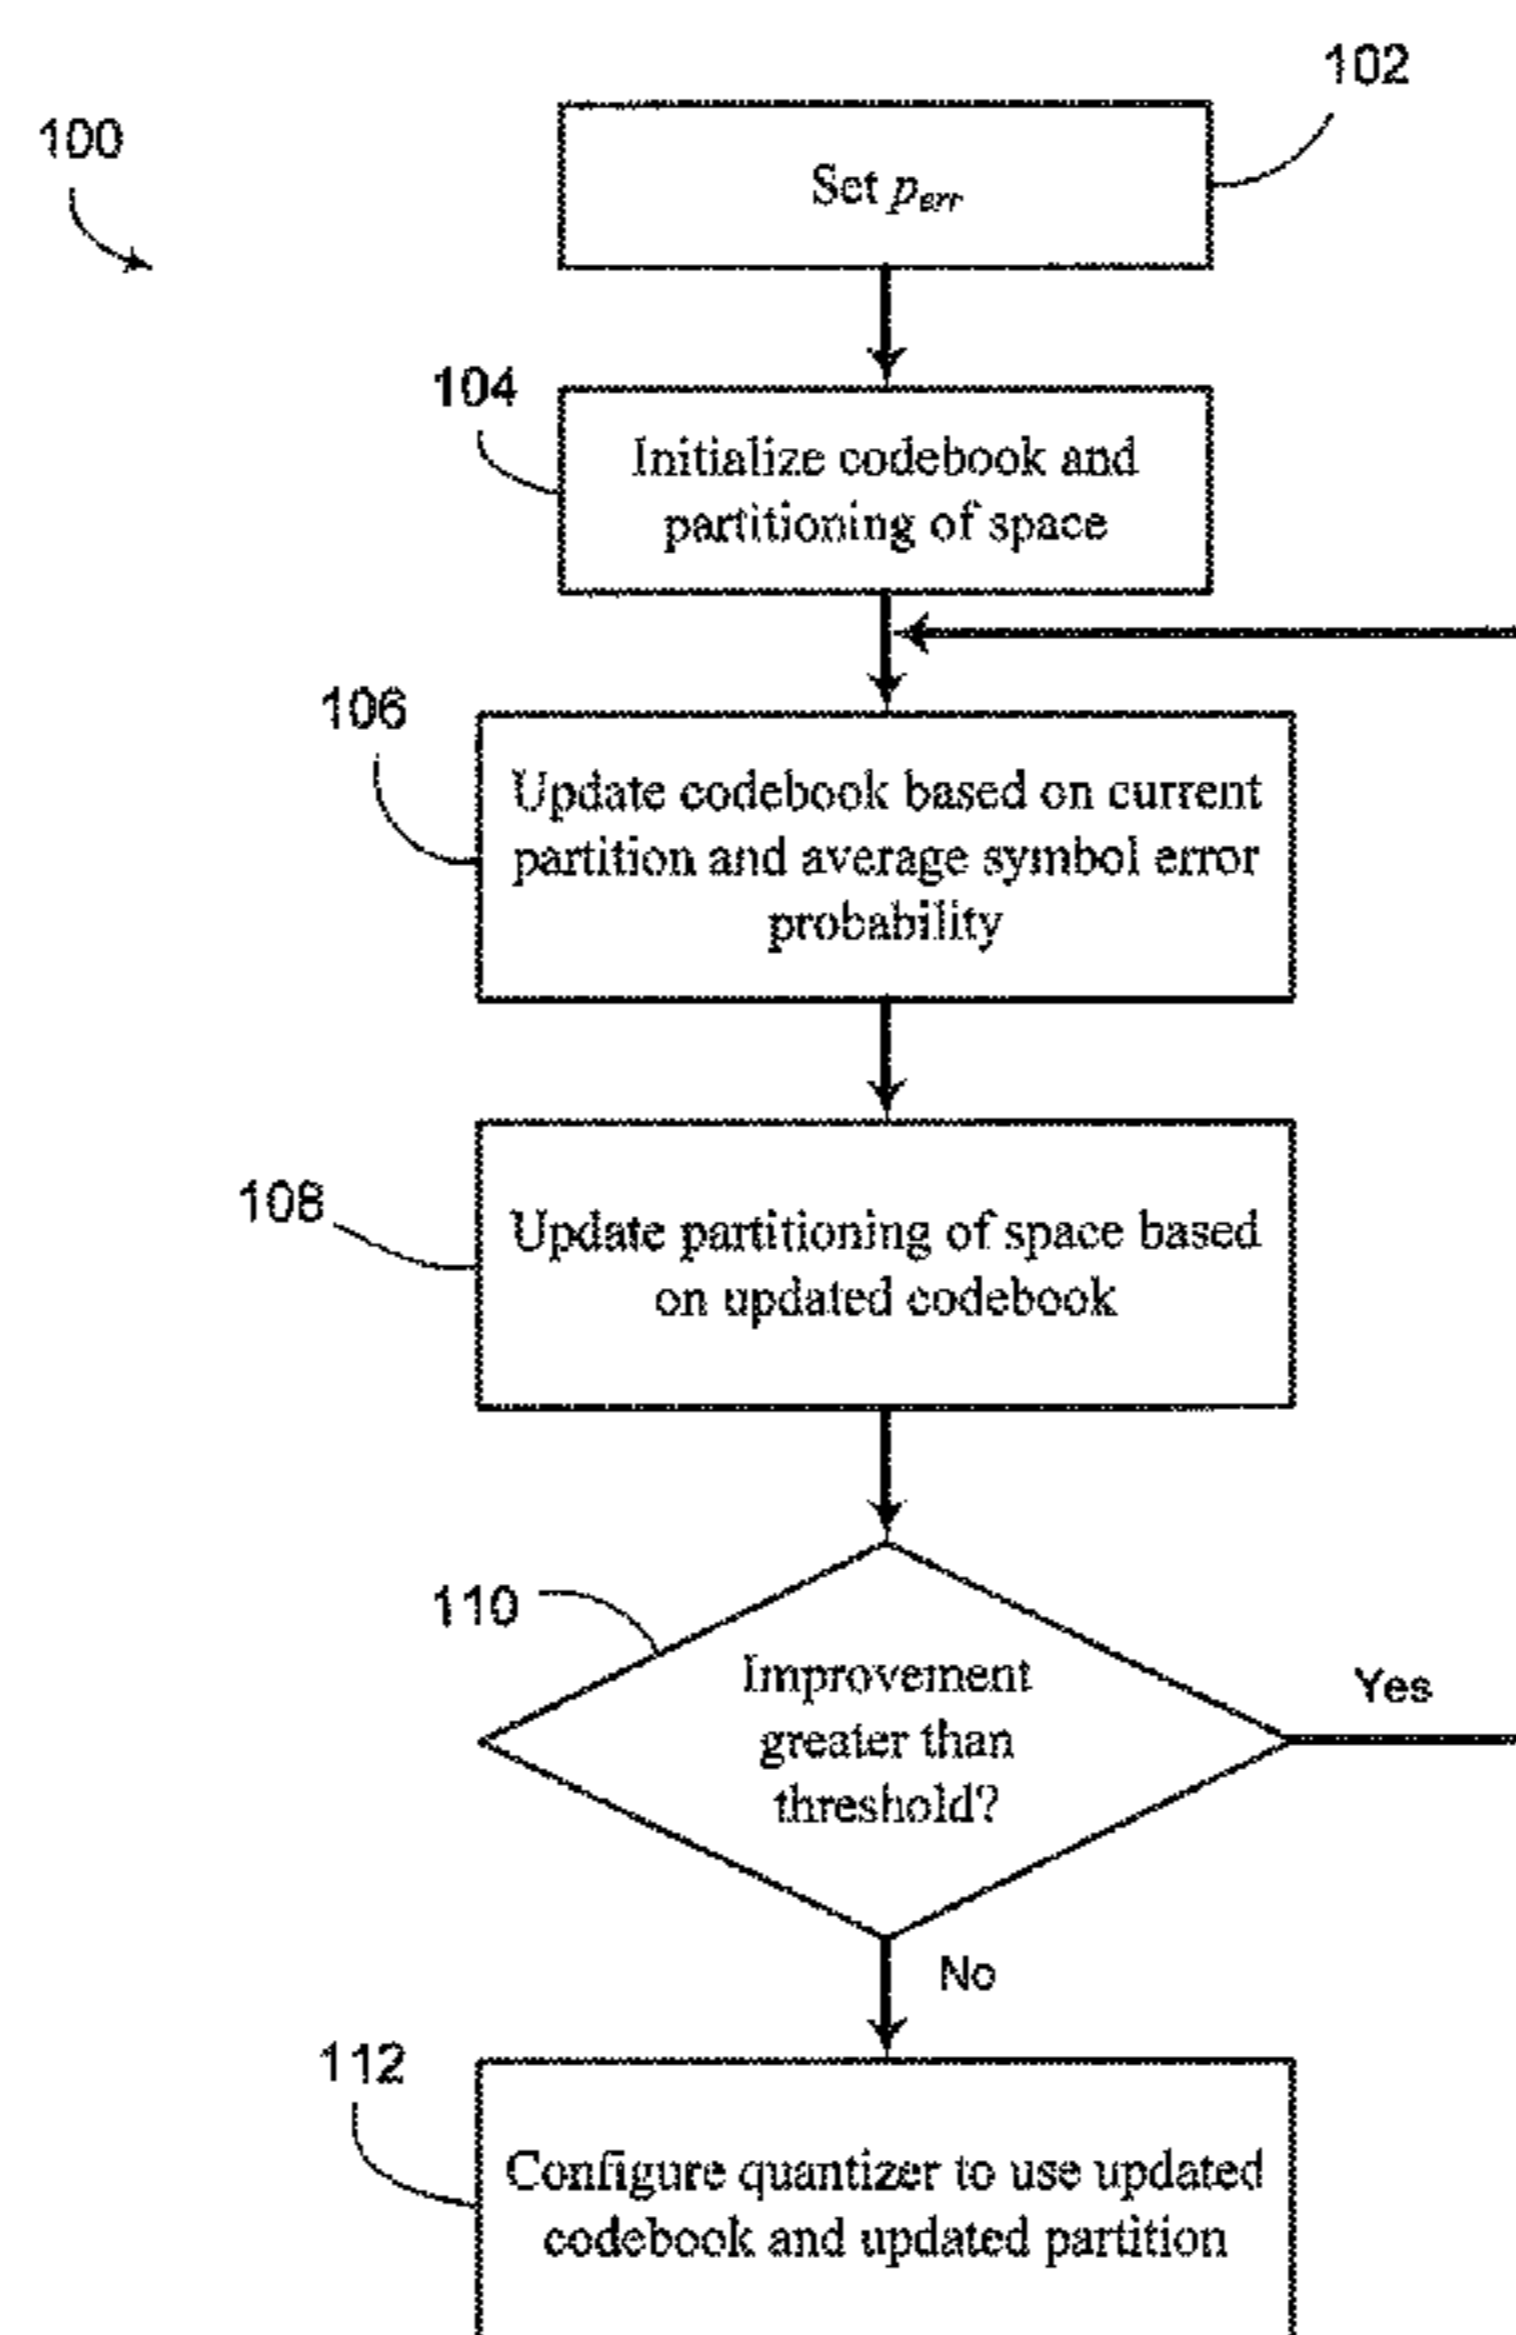 102
100
Set p_err
104
Initialize codebook and
partitioning of space
106
Update codebook based on current
partition and average symbol error
probability
108
Update partitioning of space based
on updated codebook
110
Improvement
greater than
threshold?
Yes
No
112
Configure quantizer to use updated
codebook and updated partition